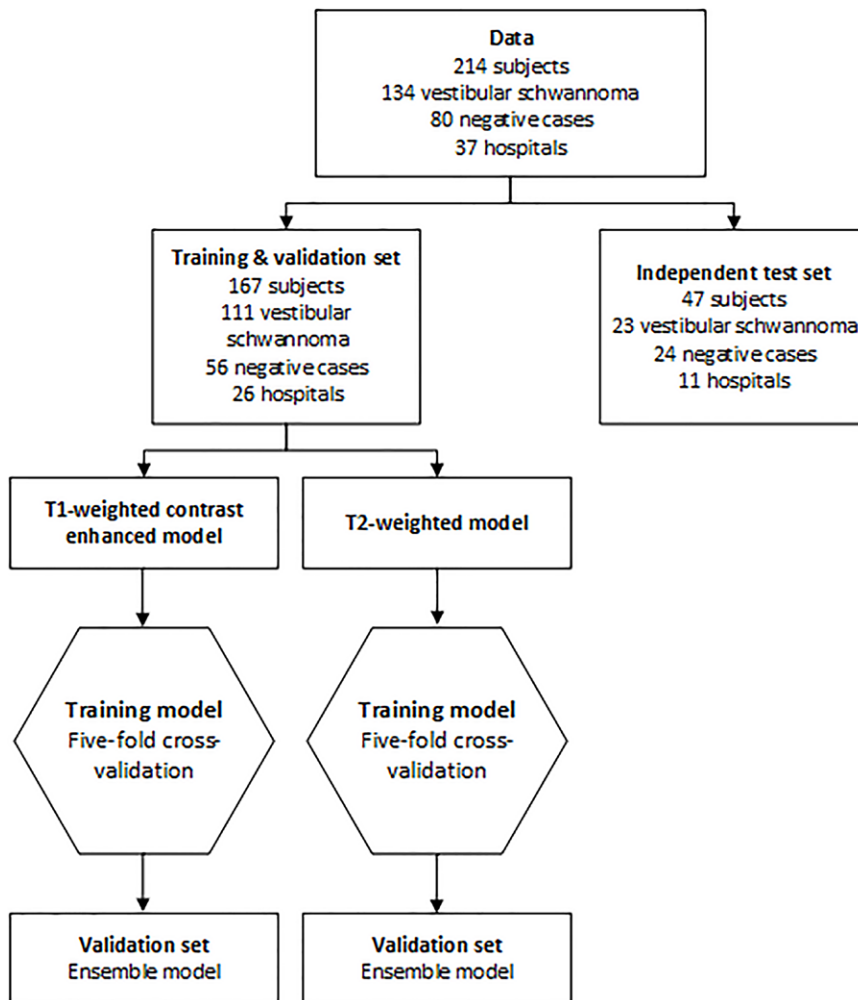 Data
214 subjects
134 vestibular schwannoma
80 negative cases
37 hospitals
Training & validation set
167 subjects
111 vestibular
schwannoma
56 negative cases
26 hospitals
Independent test set
47 subjects
23 vestibular schwannoma
24 negative cases
11 hospitals
T1-weighted contrast
enhanced model
T2-weighted model
Training model
Five-fold cross-
validation
Training model
Five-fold cross-
validation
Validation set
Ensemble model
Validation set
Ensemble model